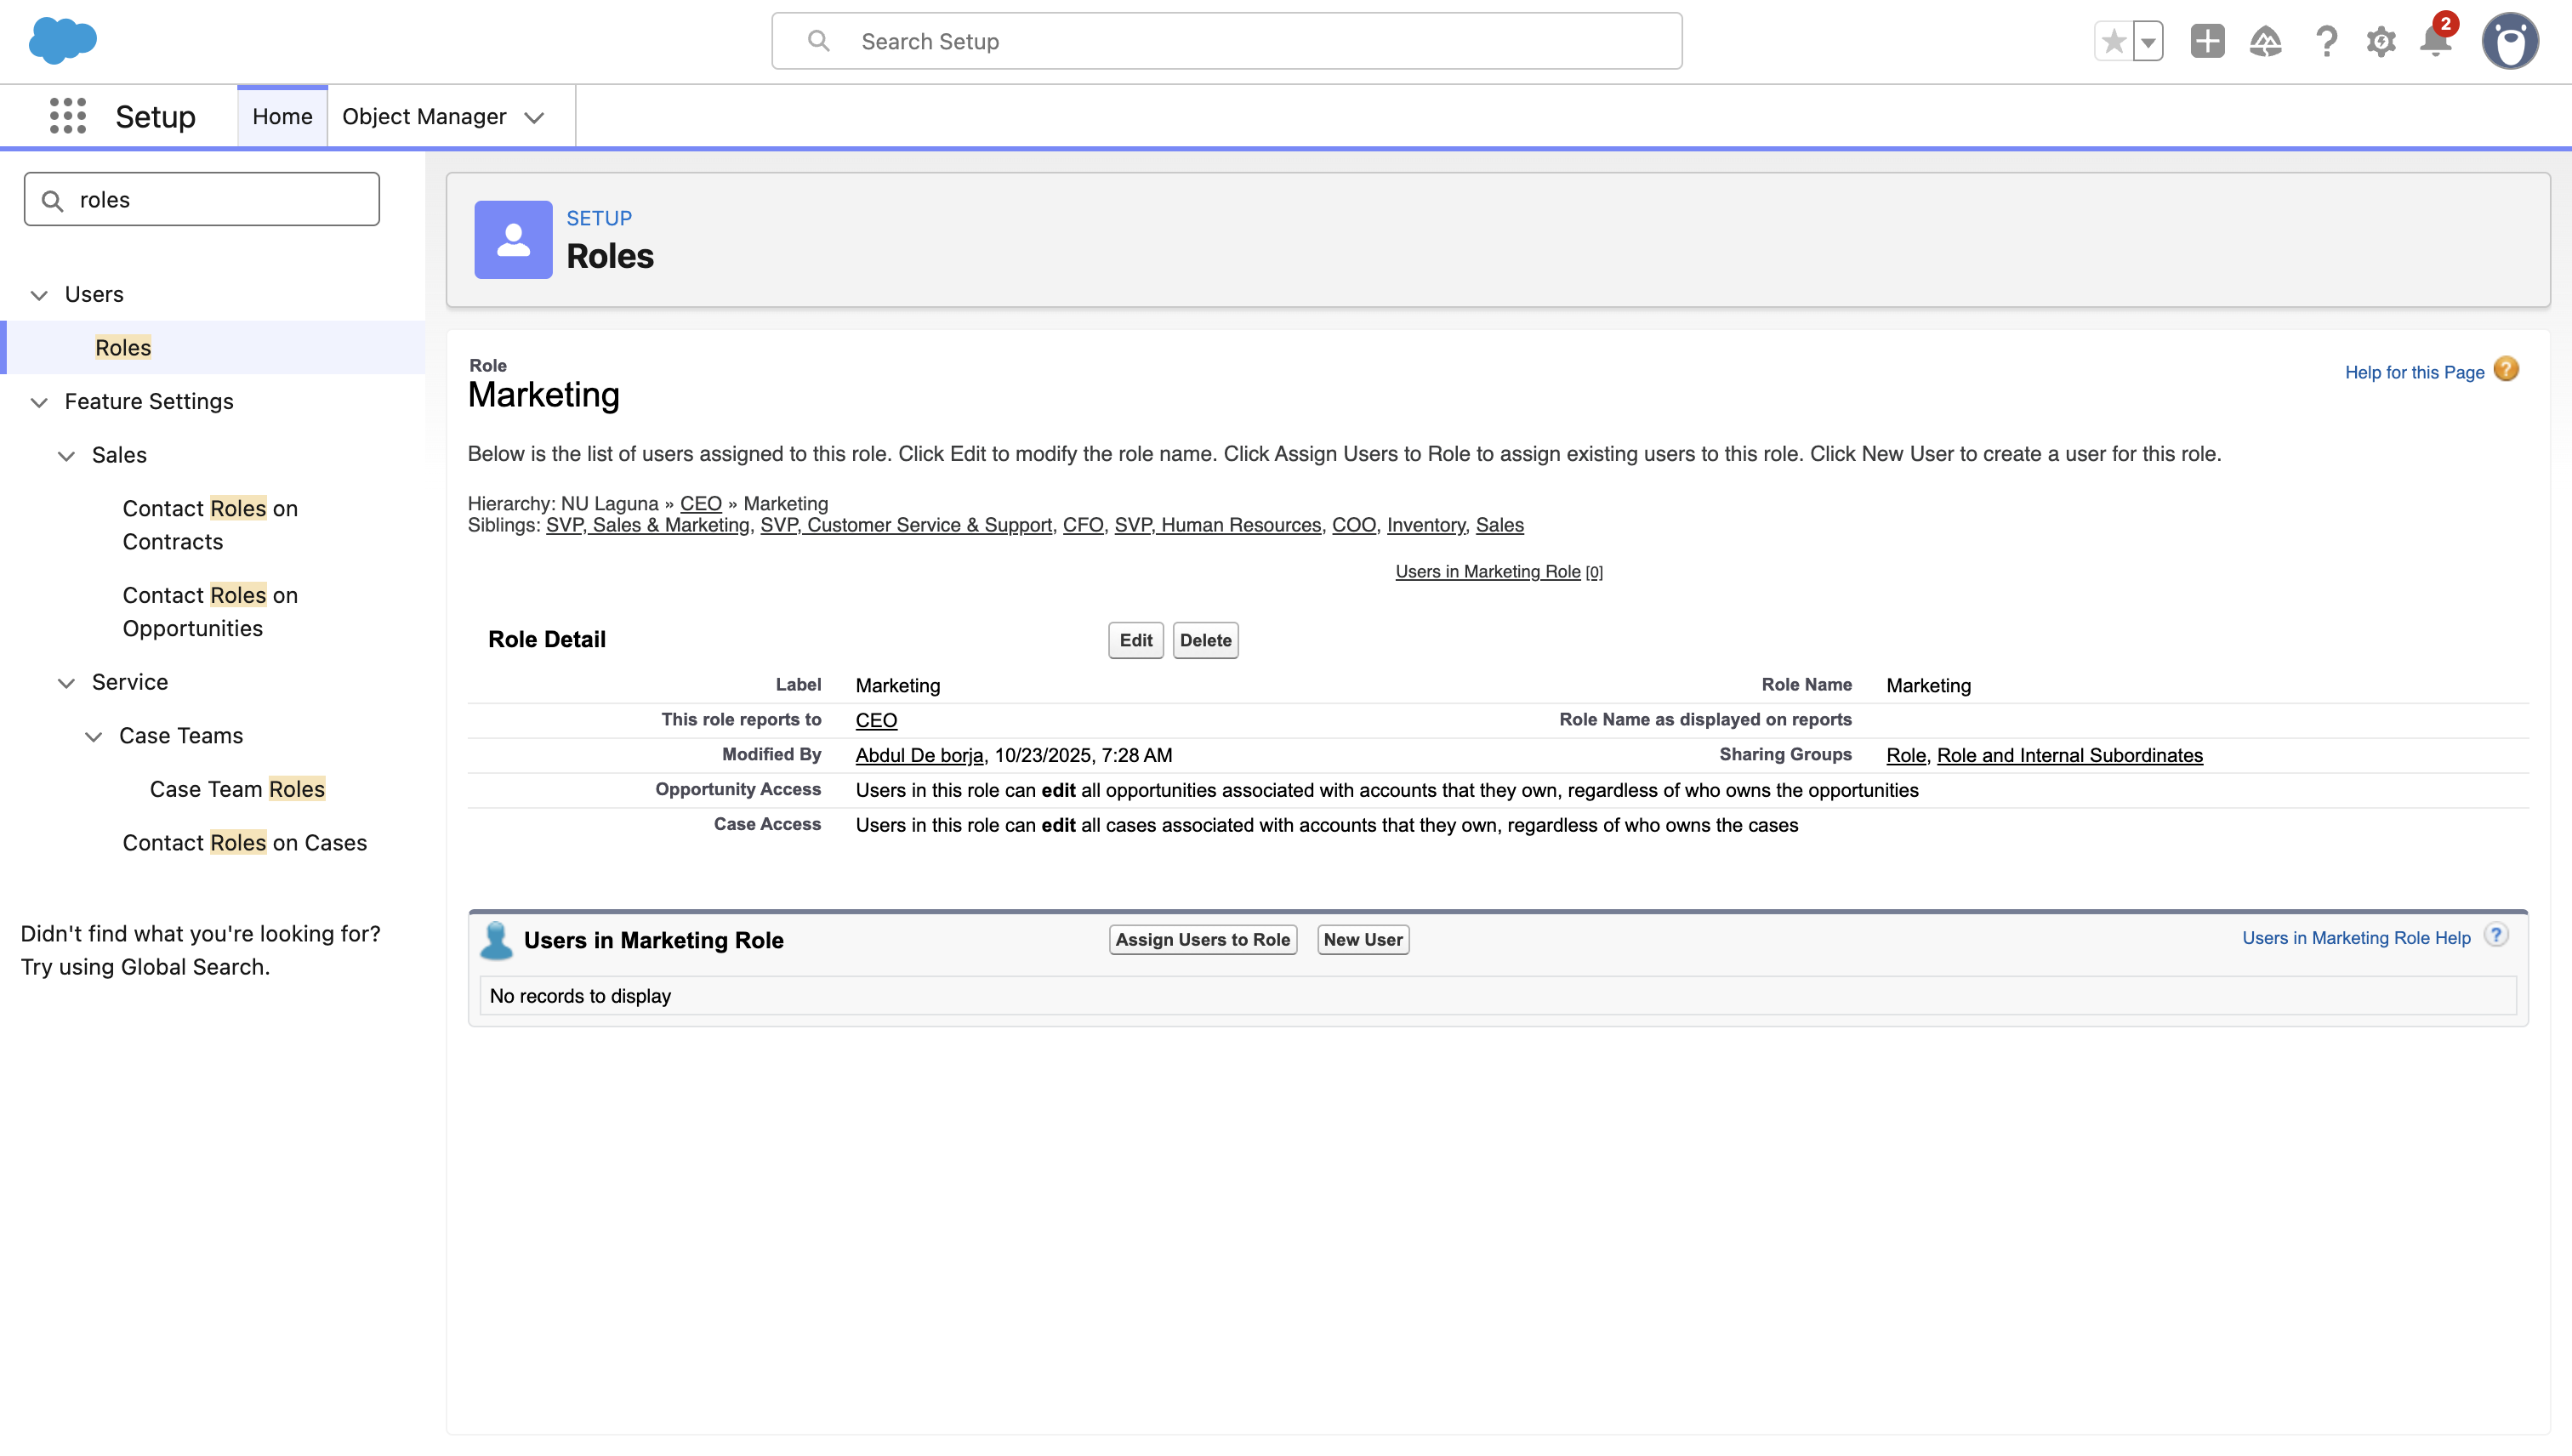 Search Setup
2
Setup
Home
Object Manager
roles
Users
Roles
Feature Settings
Sales
Contact Roles on
Contracts
Contact Roles on
Opportunities
Service
Case Teams
Case Team Roles
Contact Roles on Cases
Didn't find what you're looking for?
Try using Global Search.
SETUP
Roles
Role
Marketing
Help for this Page ?
Below is the list of users assigned to this role. Click Edit to modify the role name. Click Assign Users to Role to assign existing users to this role. Click New User to create a user for this role.
Hierarchy: NU Laguna » CEO » Marketing
Siblings: SVP, Sales & Marketing, SVP, Customer Service & Support, CFO, SVP, Human Resources, COO, Inventory, Sales
Users in Marketing Role [0]
Role Detail Edit Delete
Label Marketing Role Name Marketing
This role reports to CEO Role Name as displayed on reports
Modified By Abdul De borja, 10/23/2025, 7:28 AM Sharing Groups Role, Role and Internal Subordinates
Opportunity Access Users in this role can edit all opportunities associated with accounts that they own, regardless of who owns the opportunities
Case Access Users in this role can edit all cases associated with accounts that they own, regardless of who owns the cases
Users in Marketing Role Assign Users to Role New User Users in Marketing Role Help ?
No records to display